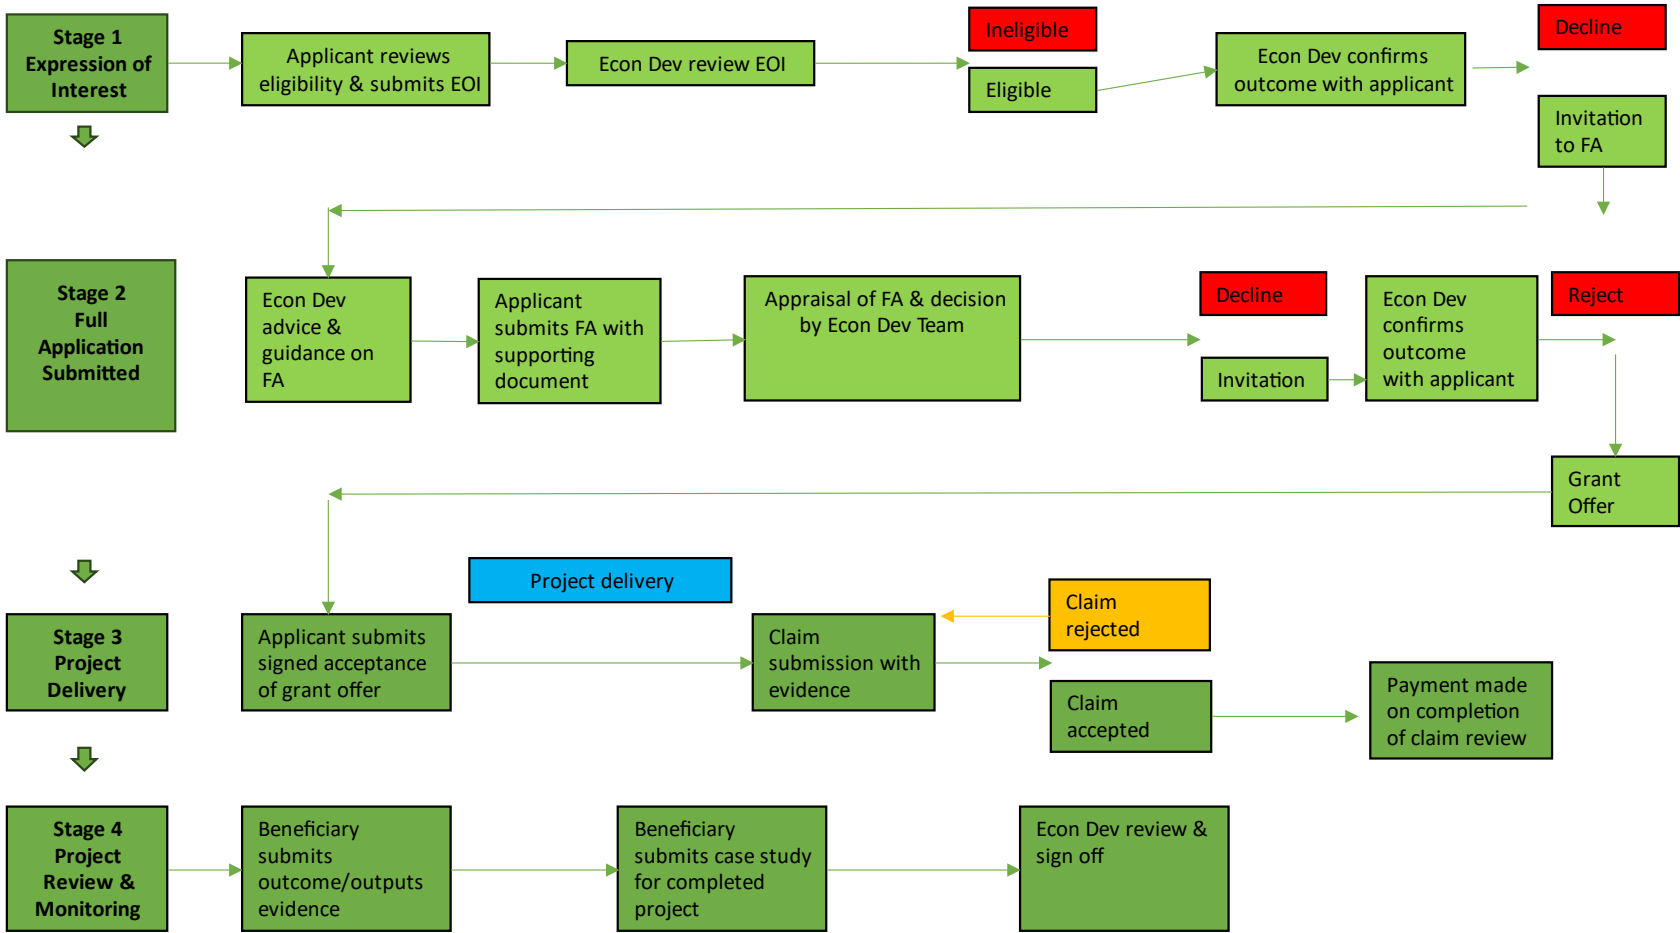 Stage 1
Expression of
Interest
Applicant reviews
eligibility & submits EOI
Econ Dev review EOI
Ineligible
Eligible
Econ Dev confirms
outcome with applicant
Decline
Invitation
to FA
Stage 2
Full
Application
Submitted
Econ Dev
advice &
guidance on
FA
Applicant
submits FA with
supporting
document
Appraisal of FA & decision
by Econ Dev Team
Decline
Invitation
Econ Dev
confirms
outcome
with applicant
Reject
Grant
Offer
Stage 3
Project
Delivery
Applicant submits
signed acceptance
of grant offer
Project delivery
Claim
submission with
evidence
Claim
rejected
Claim
accepted
Payment made
on completion
of claim review
Stage 4
Project
Review &
Monitoring
Beneficiary
submits
outcome/outputs
evidence
Beneficiary
submits case study
for completed
project
Econ Dev review &
sign off